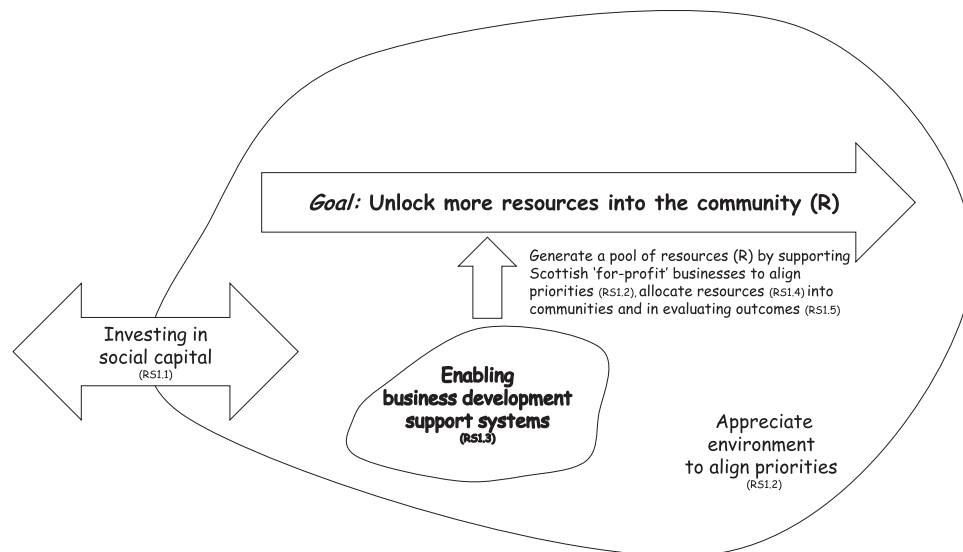 Goal: Unlock more resources into the community (R)
Generate a pool of resources (R) by supporting
Scottish ‘for-profit’ businesses to align
priorities (RS1.2), allocate resources (RS1.4) into
communities and in evaluating outcomes (RS1.5)
Investing in
social capital
(RS1.1)
Enabling
business development
support systems
(RS1.3)
Appreciate
environment
to align priorities
(RS1.2)